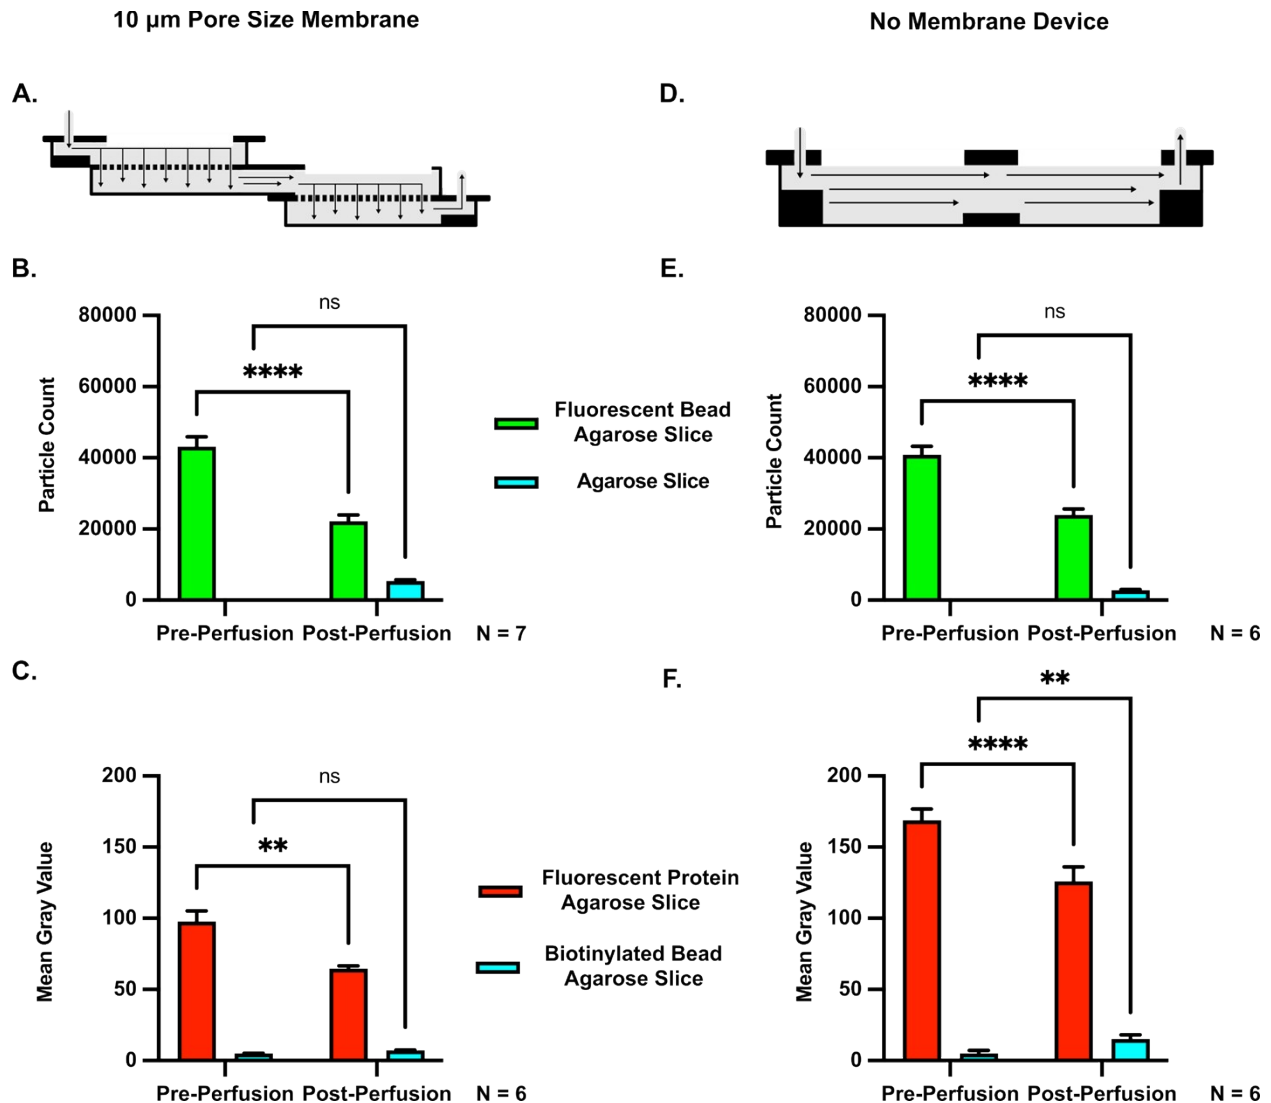 10 µm Pore Size Membrane
No Membrane Device
A.
D.
B.
80000
60000
40000
20000
0
Particle Count
ns
****
Pre-Perfusion
Post-Perfusion
N = 7
Fluorescent Bead
Agarose Slice
Agarose Slice
E.
80000
60000
40000
20000
0
Particle Count
ns
****
Pre-Perfusion
Post-Perfusion
N = 6
C.
200
150
100
50
0
Mean Gray Value
ns
**
Pre-Perfusion
Post-Perfusion
N = 6
Fluorescent Protein
Agarose Slice
Biotinylated Bead
Agarose Slice
F.
200
150
100
50
0
Mean Gray Value
**
****
Pre-Perfusion
Post-Perfusion
N = 6